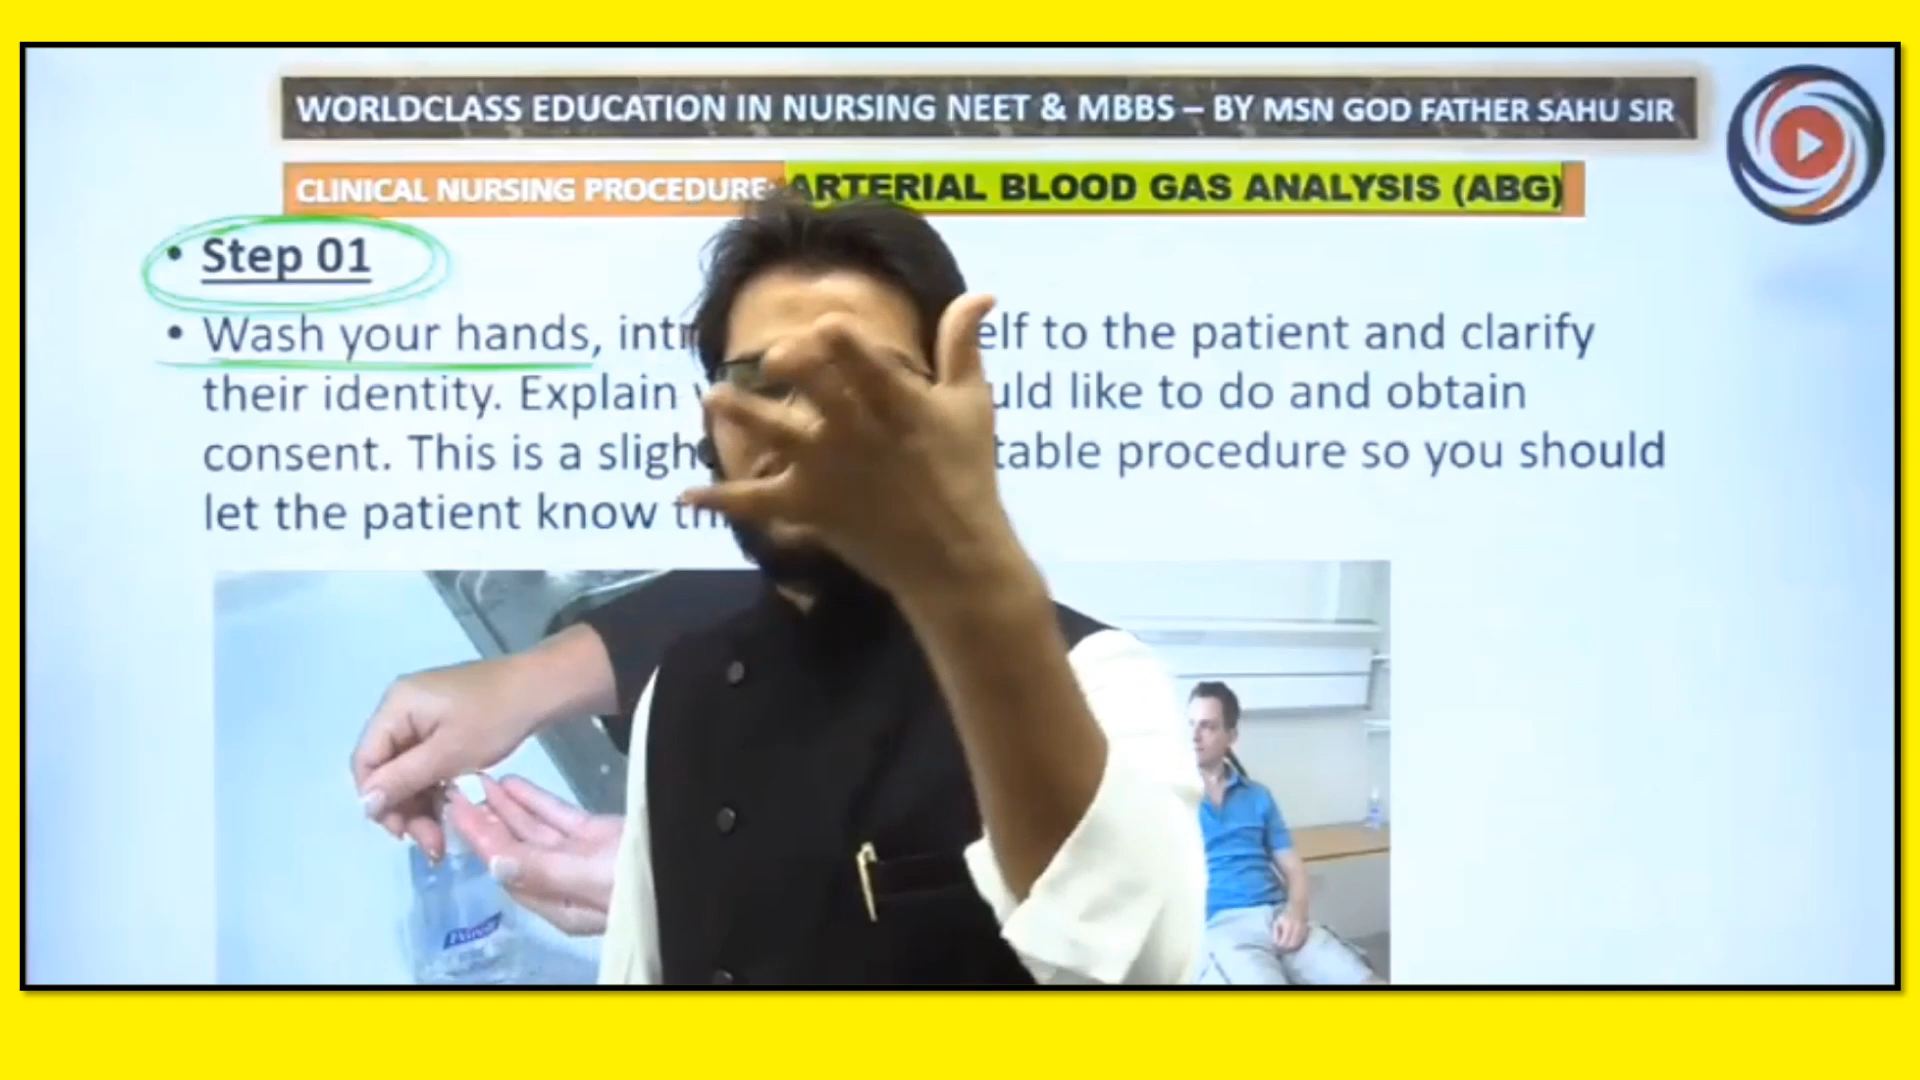 WORLDCLASS EDUCATION IN NURSING NEET & MBBS – BY MSN GOD FATHER SAHU SIR
CLINICAL NURSING PROCEDURE: ARTERIAL BLOOD GAS ANALYSIS (ABG)
• Step 01
• Wash your hands, intr elf to the patient and clarify
their identity. Explain uld like to do and obtain
consent. This is a sligh table procedure so you should
let the patient know